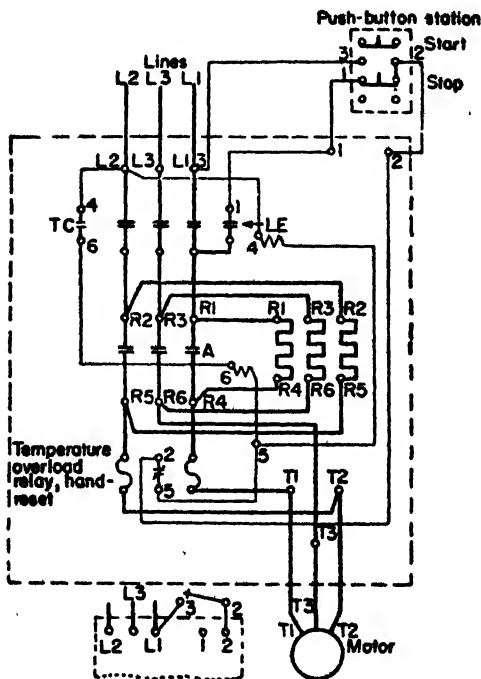 Push-button station
Start
3
2
1
Stop
Lines
L2 L3 L1
1
2
L2 L3 L1 3
4
TC
6
1
LE
4
R2 R3 R1
R1 R3 R2
A
6
R4 R6 R5
R5 R6 R4
5
Temperature
overload
relay, hand-
reset
2
5
T1 T2
T3
L3
3
2
L2 L1 1 2
T3
T1 T2
Motor